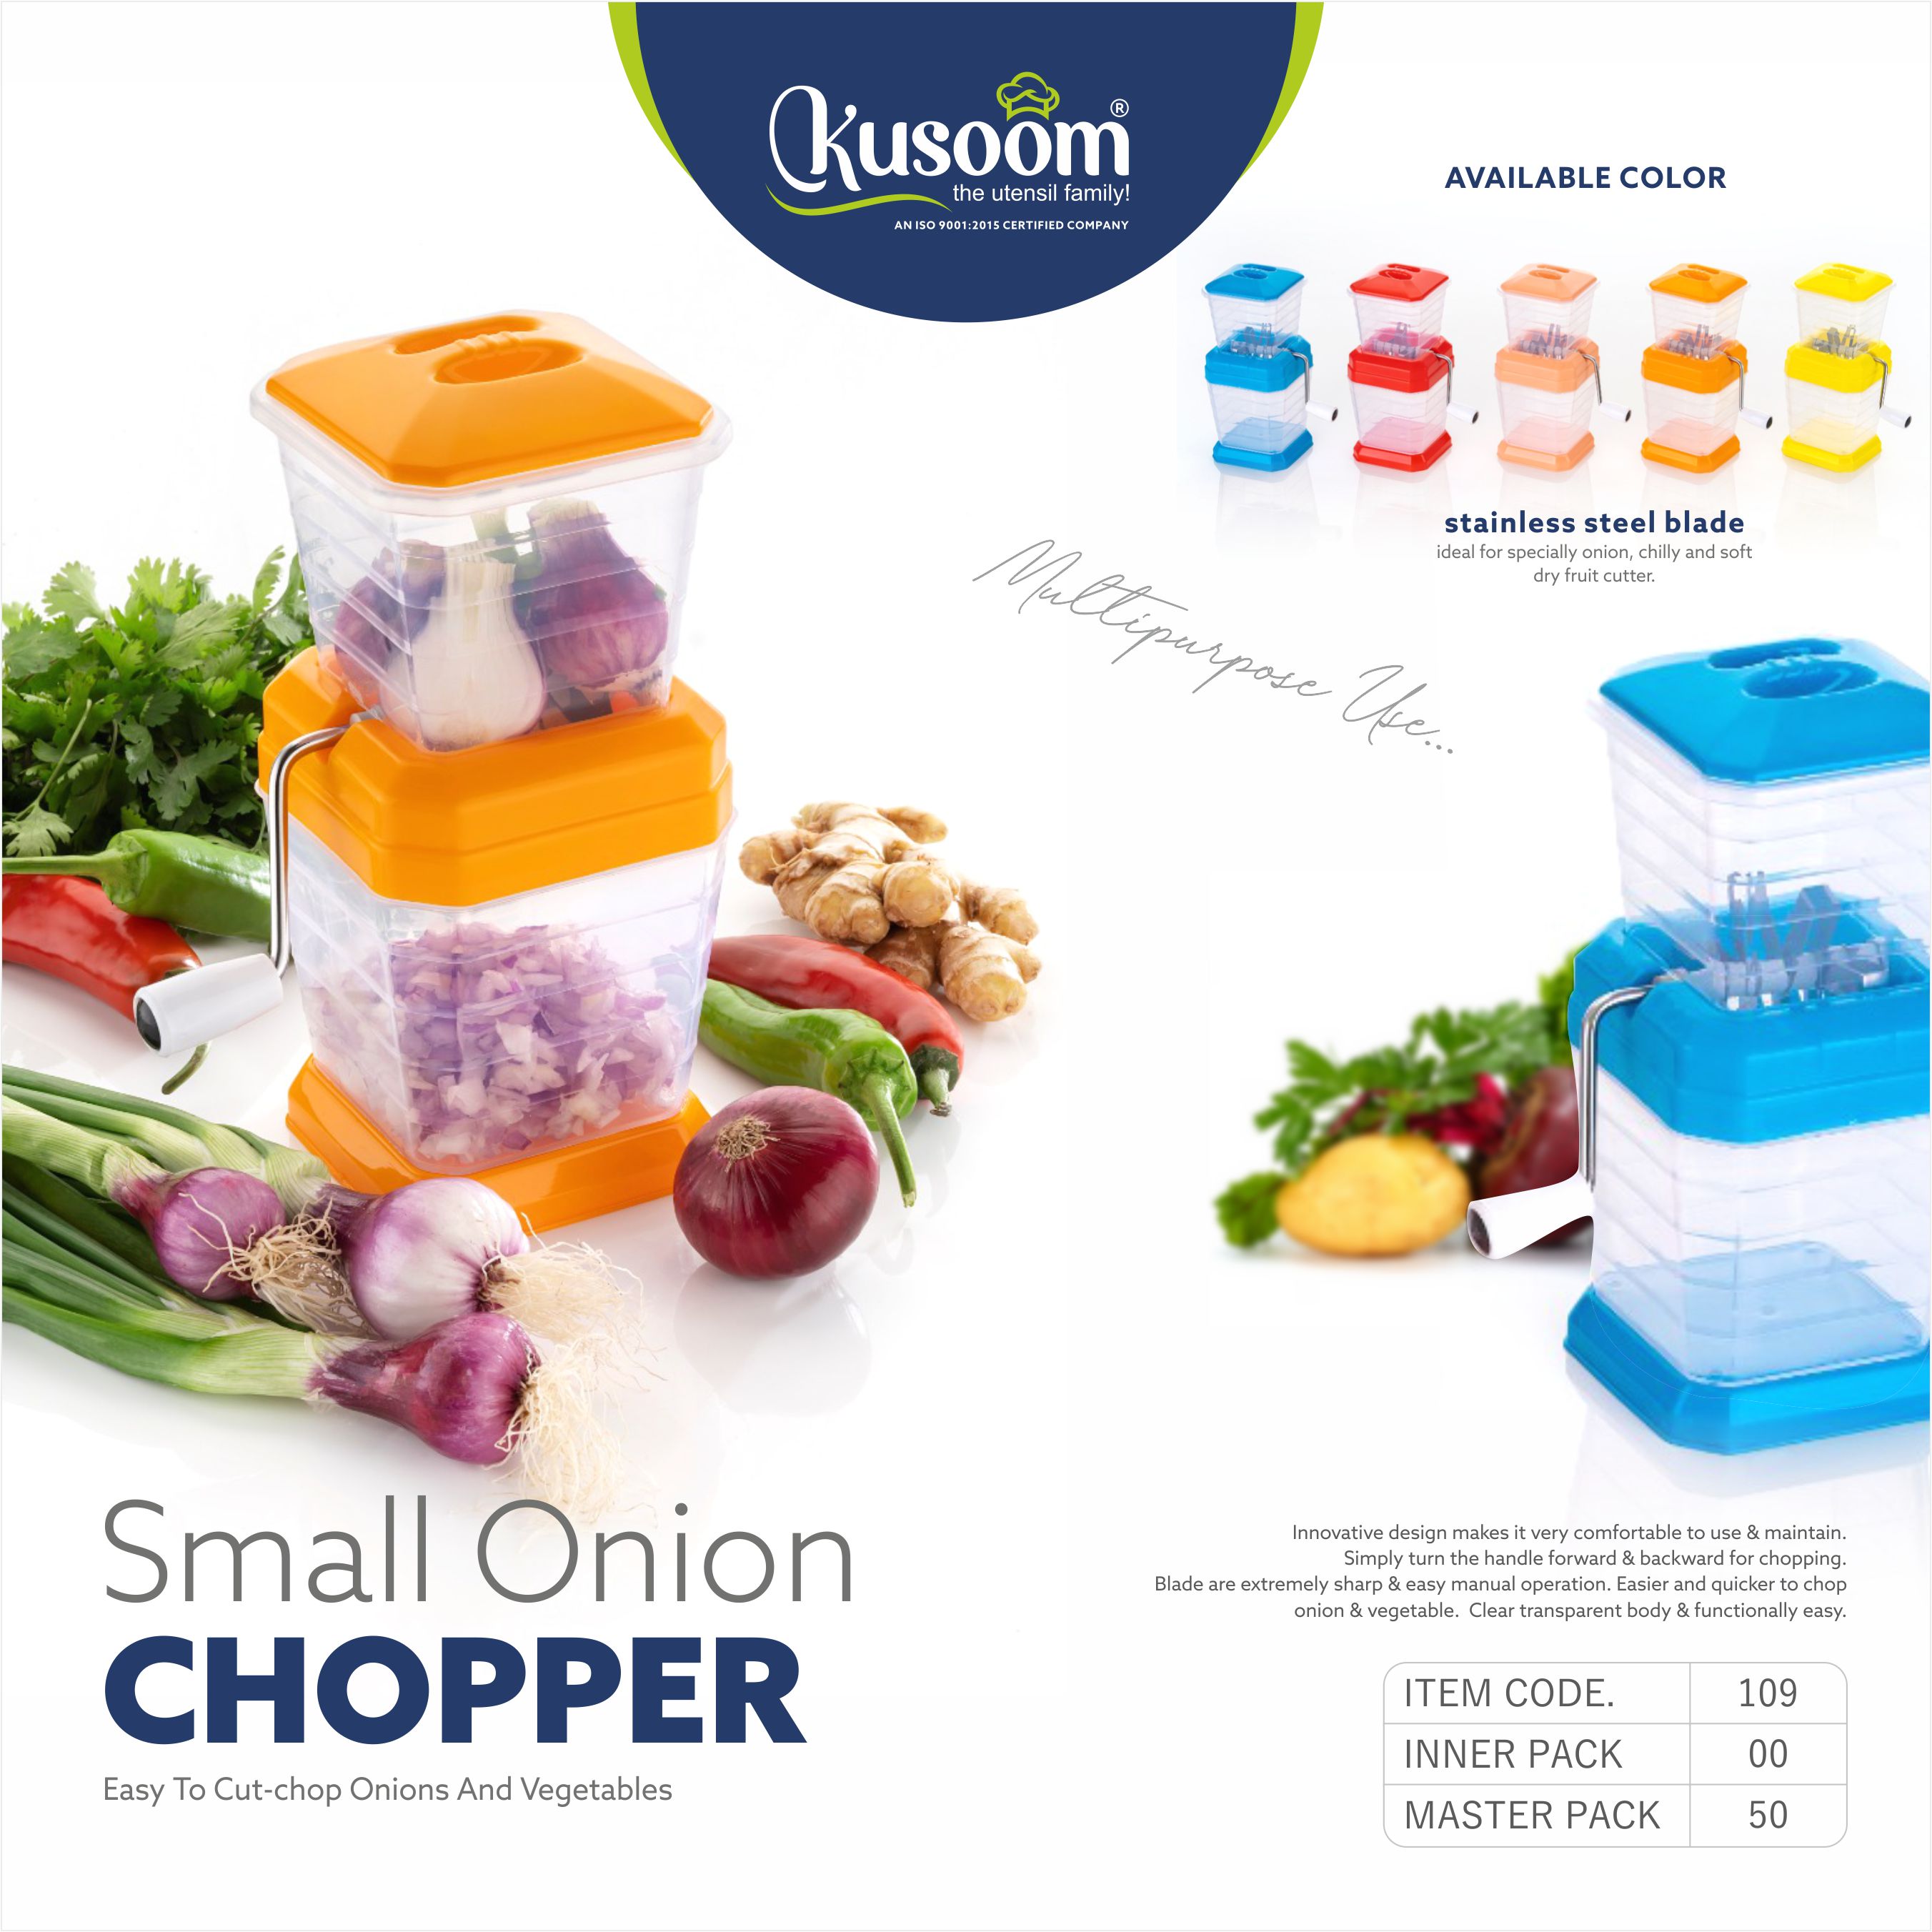 Kusoom®
the utensil family!
AN ISO 9001:2015 CERTIFIED COMPANY
AVAILABLE COLOR
stainless steel blade
ideal for specially onion, chilly and soft
dry fruit cutter.
Multipurpose Use...
Small Onion
CHOPPER
Easy To Cut-chop Onions And Vegetables
Innovative design makes it very comfortable to use & maintain.
Simply turn the handle forward & backward for chopping.
Blade are extremely sharp & easy manual operation. Easier and quicker to chop
onion & vegetable. Clear transparent body & functionally easy.
ITEM CODE. 109
INNER PACK 00
MASTER PACK 50